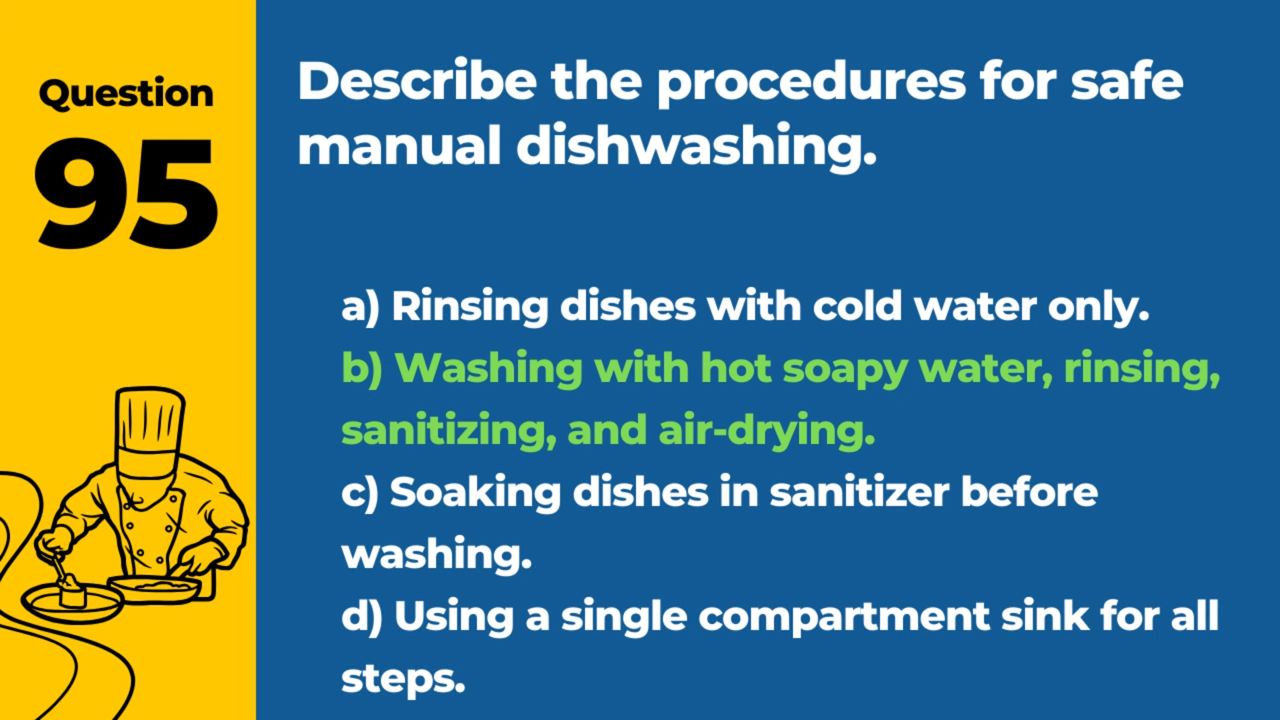 Question
95
Describe the procedures for safe
manual dishwashing.
a) Rinsing dishes with cold water only.
b) Washing with hot soapy water, rinsing,
sanitizing, and air-drying.
c) Soaking dishes in sanitizer before
washing.
d) Using a single compartment sink for all
steps.